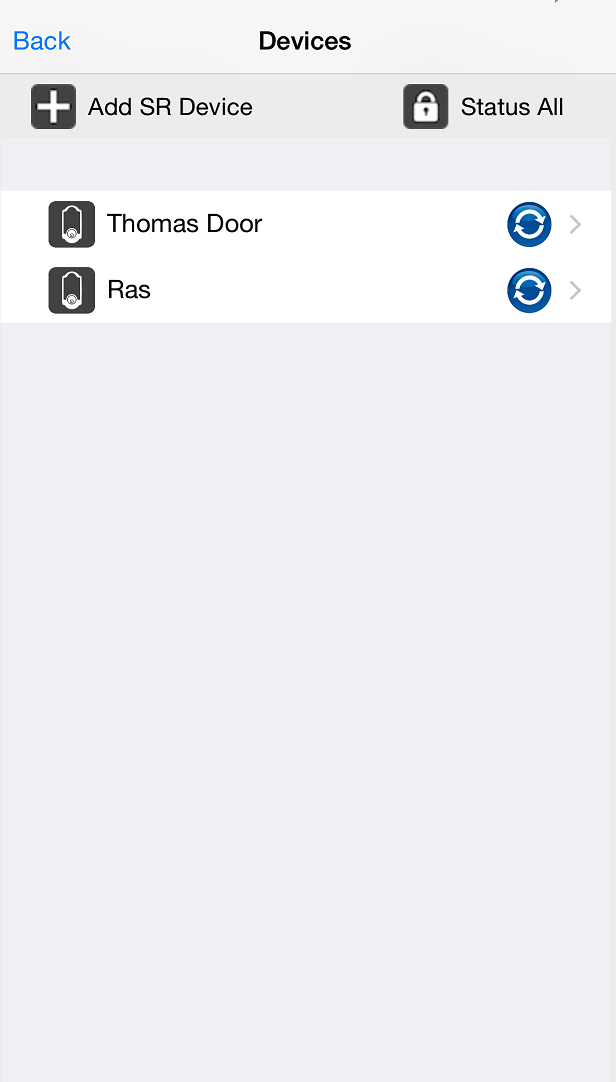 Back Devices
Add SR Device Status All
Thomas Door
Ras